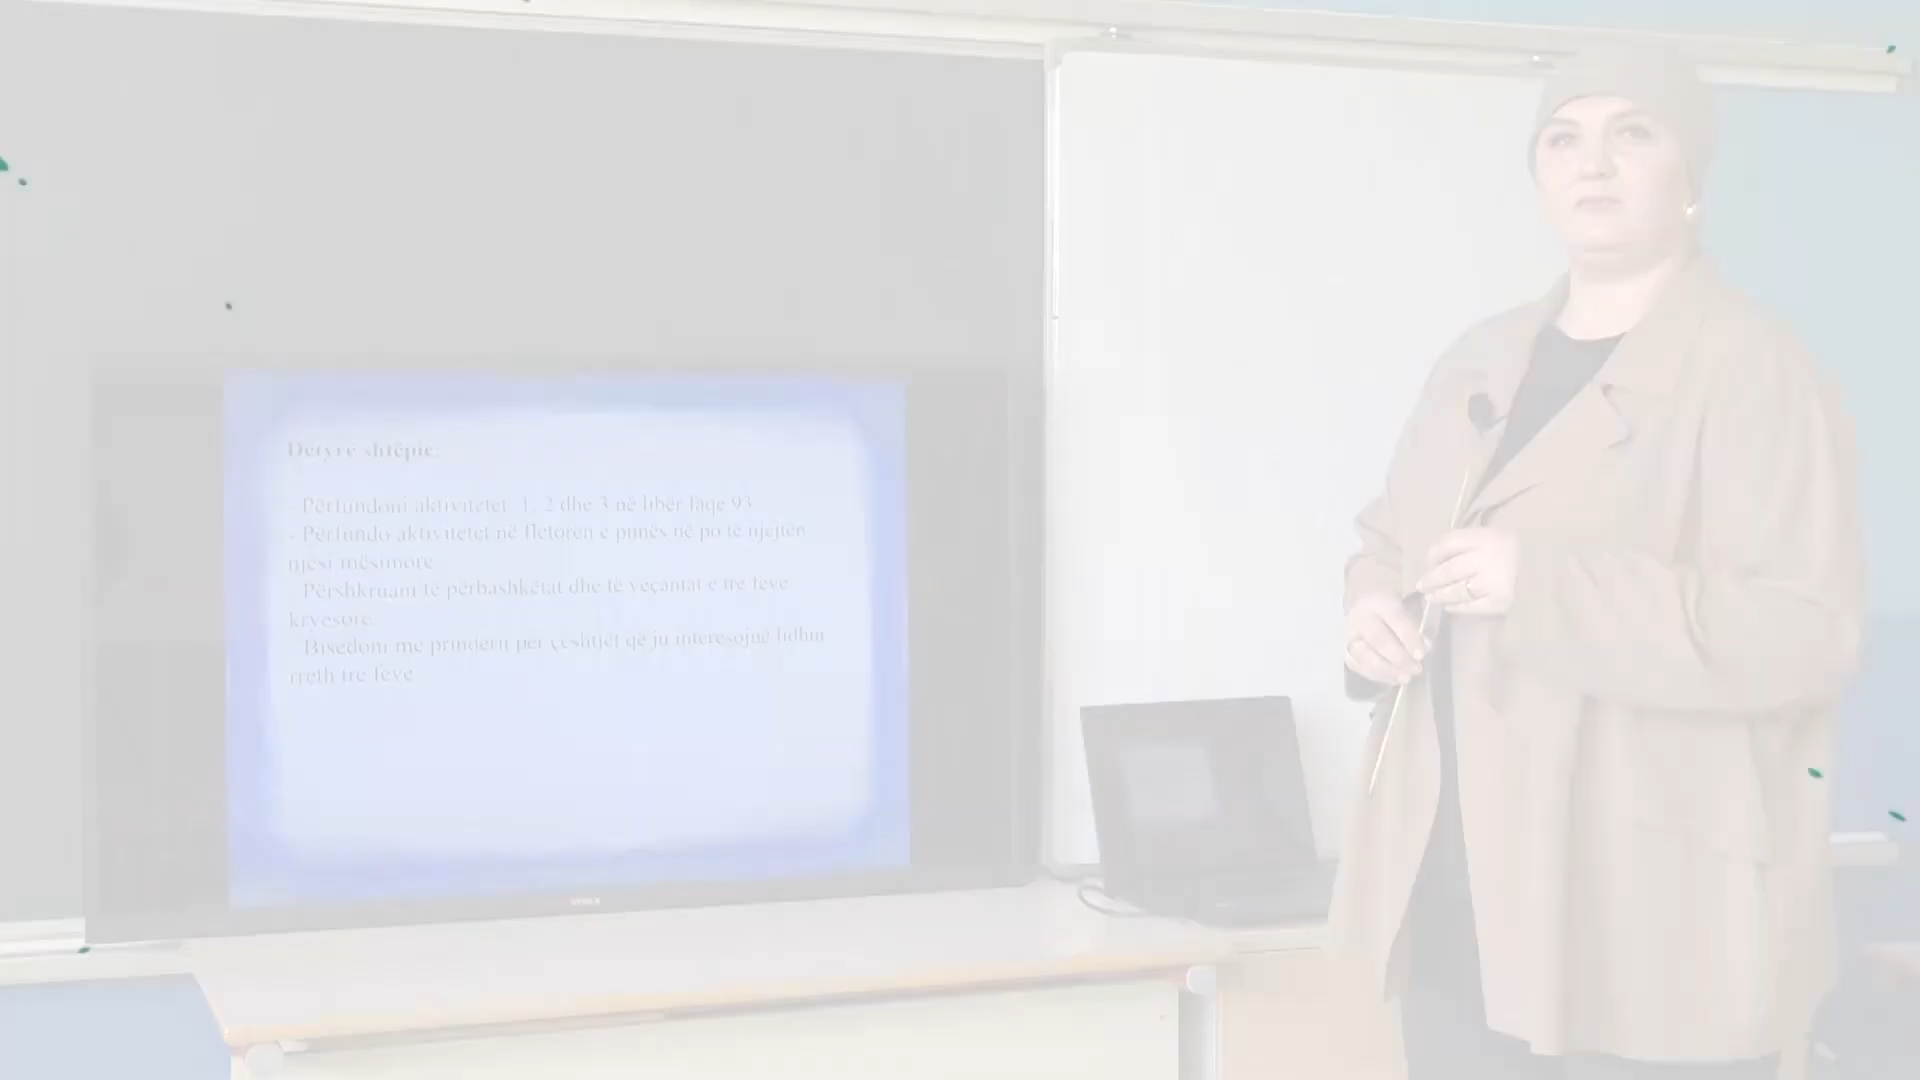 Detyrë shtëpie:
- Përfundoni aktivitetet 1, 2 dhe 3 në libër faqe 93
- Përfundo aktivitetet në fletoren e punës në po të njejtën
njësi mësimore
- Përshkruani të përbashkëtat dhe të veçantat e tre feve
kryesore
- Bisedoni me prindërit për çështjet që ju interesojnë lidhur
rreth tre feve